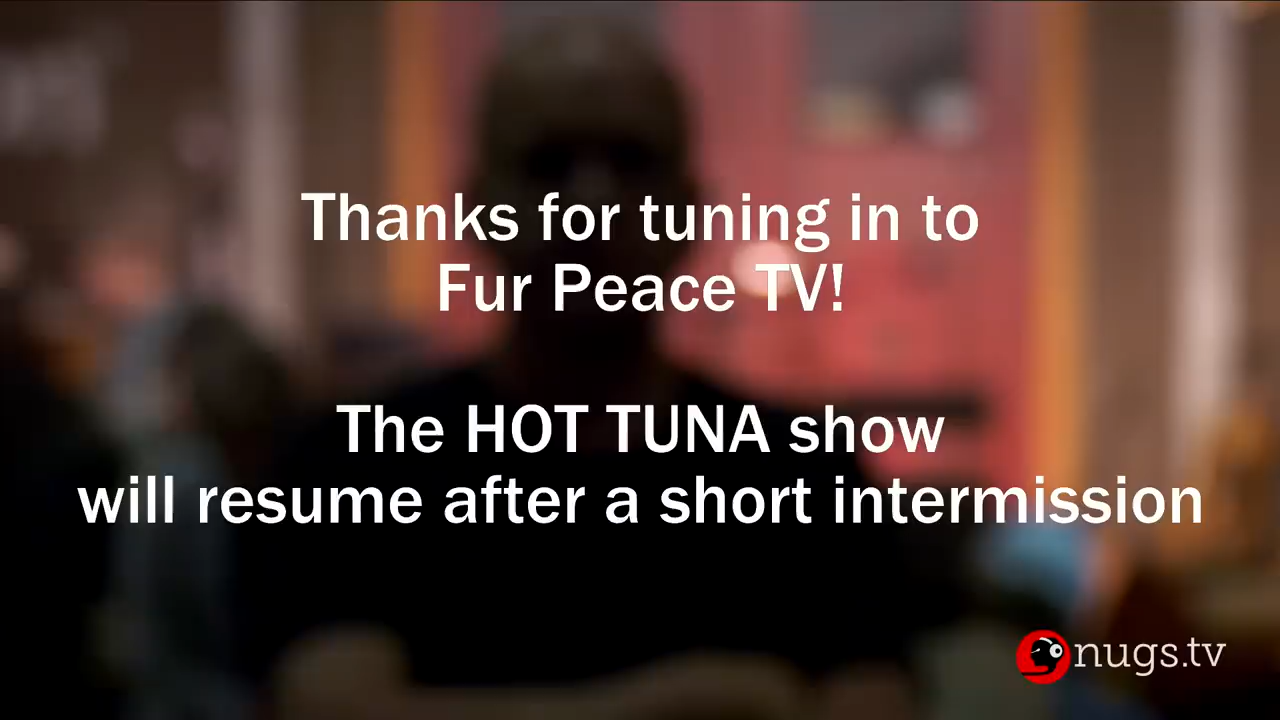 Thanks for tuning in to
Fur Peace TV!
The HOT TUNA show
will resume after a short intermission
nugs.tv